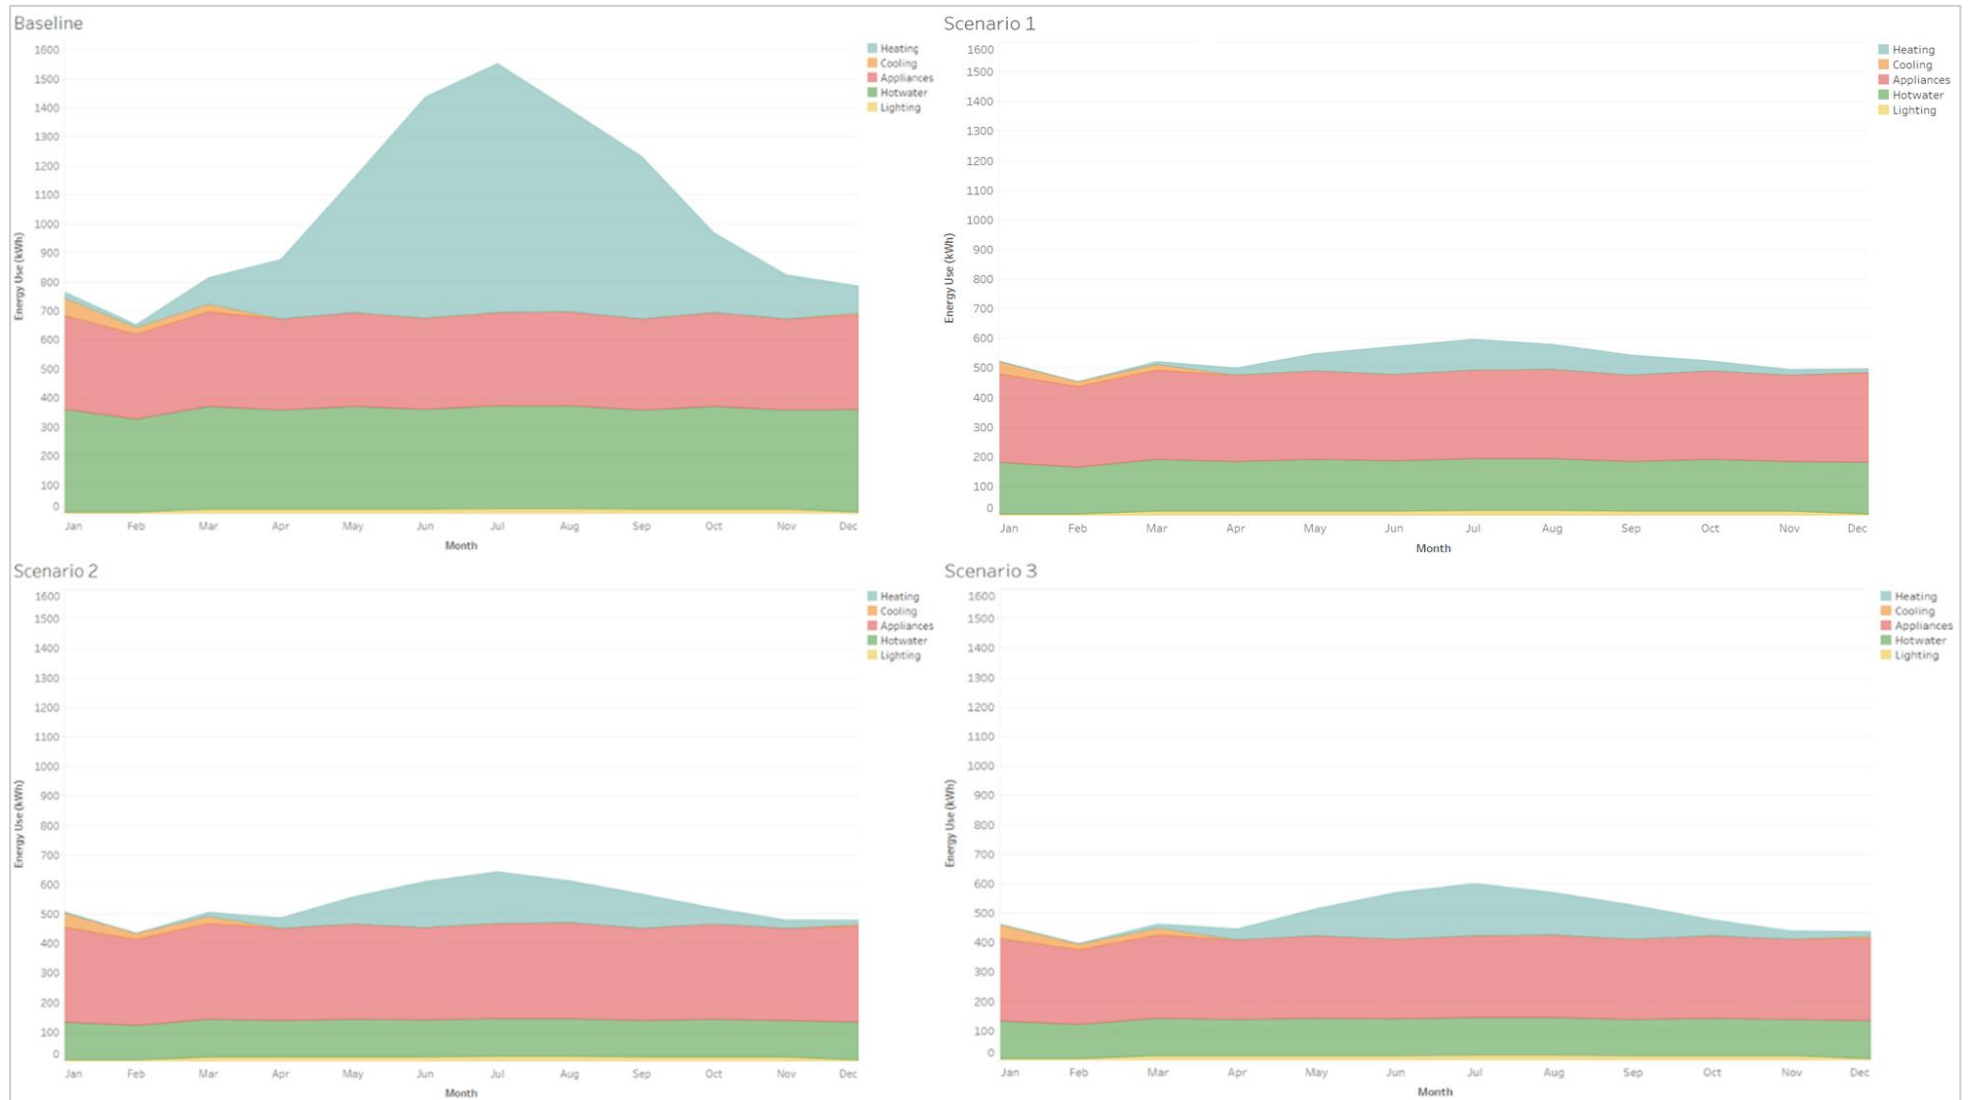 Baseline
1600
1500
1400
1300
1200
1100
1000
900
800
700
600
500
400
300
200
100
0
Energy Use (kWh)
Jan Feb Mar Apr May Jun Jul Aug Sep Oct Nov Dec
Month
Heating
Cooling
Appliances
Hotwater
Lighting
Scenario 1
1600
1500
1400
1300
1200
1100
1000
900
800
700
600
500
400
300
200
100
0
Energy Use (kWh)
Jan Feb Mar Apr May Jun Jul Aug Sep Oct Nov Dec
Month
Heating
Cooling
Appliances
Hotwater
Lighting
Scenario 2
1600
1500
1400
1300
1200
1100
1000
900
800
700
600
500
400
300
200
100
0
Energy Use (kWh)
Jan Feb Mar Apr May Jun Jul Aug Sep Oct Nov Dec
Month
Heating
Cooling
Appliances
Hotwater
Lighting
Scenario 3
1600
1500
1400
1300
1200
1100
1000
900
800
700
600
500
400
300
200
100
0
Energy Use (kWh)
Jan Feb Mar Apr May Jun Jul Aug Sep Oct Nov Dec
Month
Heating
Cooling
Appliances
Hotwater
Lighting